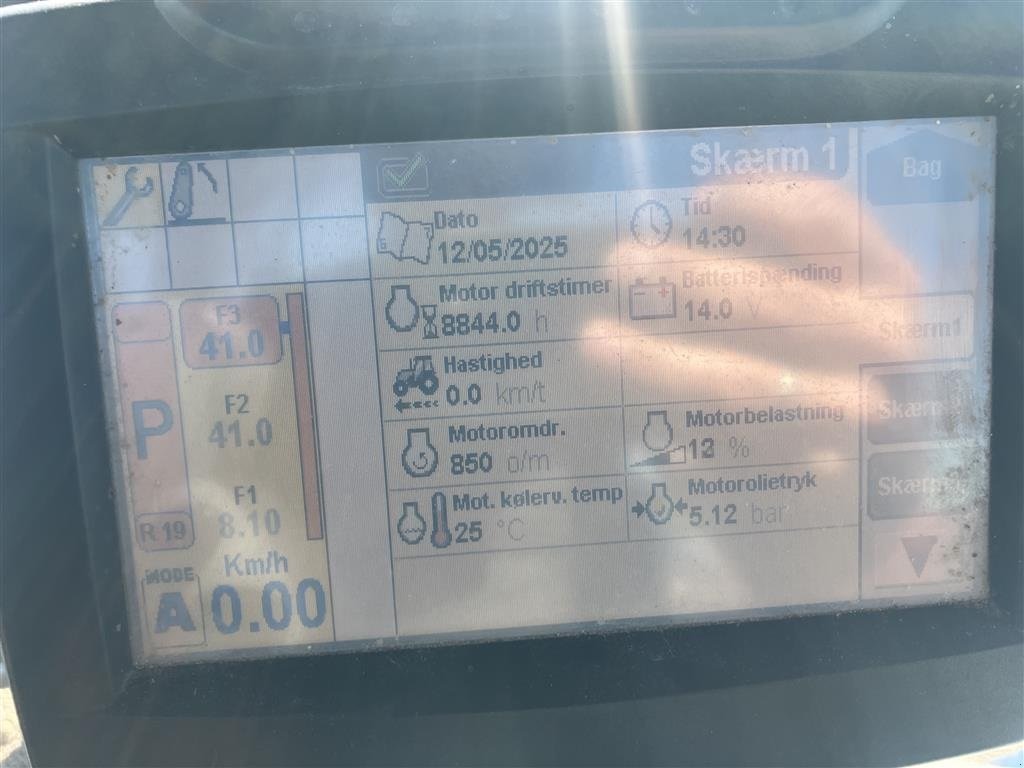 Skærm 1
Bag
Dato
12/05/2025
Tid
14:30
Motor driftstimer
8844.0 h
Batterispænding
14.0 V
Hastighed
0.0 km/t
Motoromdr.
850 o/m
Motorbelastning
12 %
Mot. kølerv. temp
25 °C
Motorolietryk
5.12 bar
F3
41.0
F2
41.0
F1
8.10
P
R 19
Km/h
MODE
A 0.00
Skærm1
Skærm
Skærm